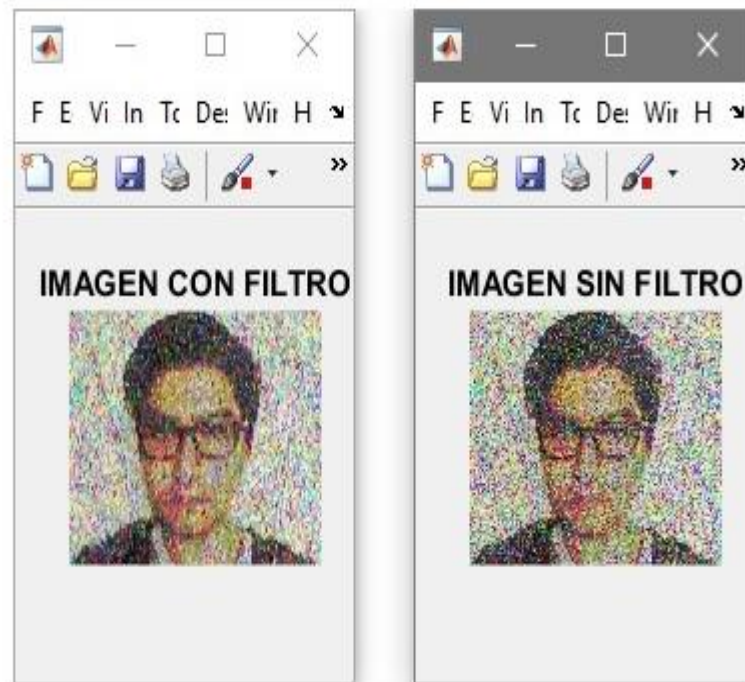 F E Vi In Tc De: Wir H
IMAGEN CON FILTRO
F E Vi In Tc De: Wir H
IMAGEN SIN FILTRO